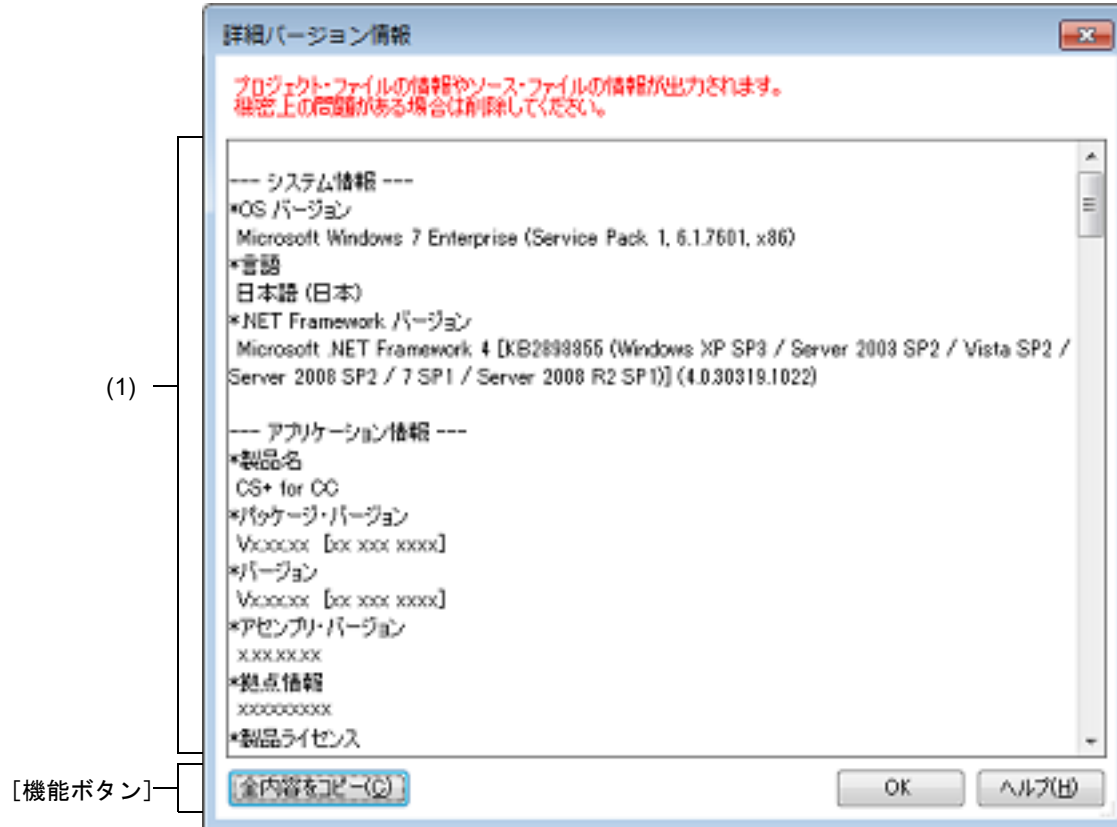 詳細バージョン情報
プロジェクト・ファイルの情報やソース・ファイルの情報が出力されます。
機密上の問題がある場合は削除してください。
--- システム情報 ---
*OS バージョン
Microsoft Windows 7 Enterprise (Service Pack 1, 6.1.7601, x86)
*言語
日本語 (日本)
*.NET Framework バージョン
Microsoft .NET Framework 4 [KB2898855 (Windows XP SP3 / Server 2003 SP2 / Vista SP2 /
Server 2008 SP2 / 7 SP1 / Server 2008 R2 SP1)] (4.0.30319.1022)
(1)
--- アプリケーション情報 ---
*製品名
CS+ for CC
*パッケージ・バージョン
Vx.xx.xx [xx xxx xxxx]
*バージョン
Vx.xx.xx [xx xxx xxxx]
*アセンブリ・バージョン
x.xx.xx.xx
*拠点情報
xxxxxxxxx
*製品ライセンス
[機能ボタン]
全内容をコピー(C)
OK
ヘルプ(H)